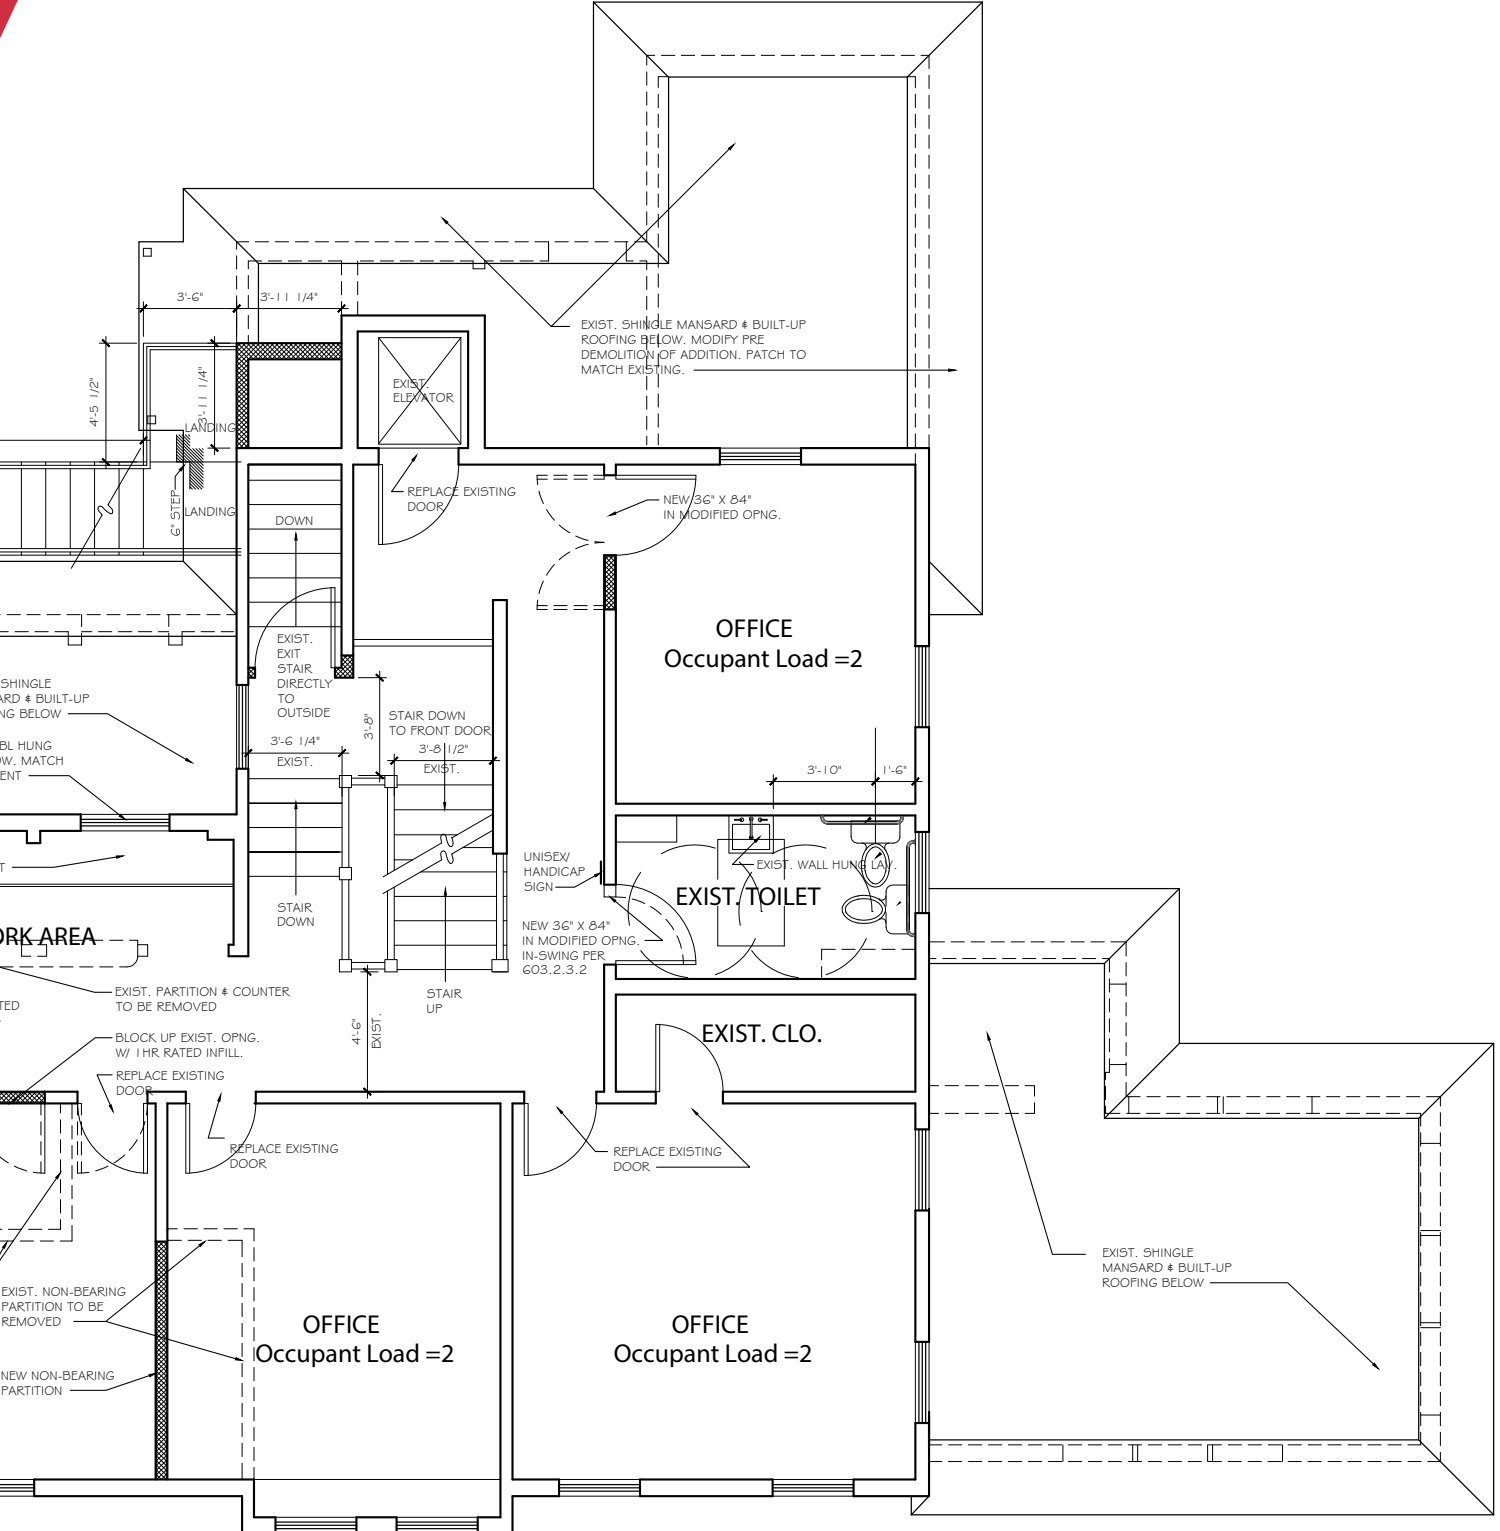 3'-6"
3'-11 1/4"
EXIST. SHINGLE MANSARD & BUILT-UP
ROOFING BELOW. MODIFY PRE
DEMOLITION OF ADDITION. PATCH TO
MATCH EXISTING.
4'-5 1/2"
3'-11 1/4"
EXIST.
ELEVATOR
LANDING
6" STEP
LANDING
REPLACE EXISTING
DOOR
NEW 36" X 84"
IN MODIFIED OPNG.
DOWN
OFFICE
Occupant Load =2
EXIST.
EXIT
STAIR
DIRECTLY
TO
OUTSIDE
SHINGLE
ARD & BUILT-UP
NG BELOW
BL HUNG
OW. MATCH
ENT
T
3'-8"
STAIR DOWN
TO FRONT DOOR
3'-6 1/4"
EXIST.
3'-8 1/2"
EXIST.
3'-10"
1'-6"
UNISEX/
HANDICAP
SIGN
EXIST. WALL HUNG LAV.
EXIST. TOILET
STAIR
DOWN
ORK AREA
NEW 36" X 84"
IN MODIFIED OPNG.
IN-SWING PER
603.2.3.2
STAIR
UP
EXIST. PARTITION & COUNTER
TO BE REMOVED
TED
4'-6"
EXIST.
EXIST. CLO.
BLOCK UP EXIST. OPNG.
W/ 1HR RATED INFILL.
REPLACE EXISTING
DOOR
REPLACE EXISTING
DOOR
REPLACE EXISTING
DOOR
EXIST. SHINGLE
MANSARD & BUILT-UP
ROOFING BELOW
EXIST. NON-BEARING
PARTITION TO BE
REMOVED
OFFICE
Occupant Load =2
OFFICE
Occupant Load =2
NEW NON-BEARING
PARTITION